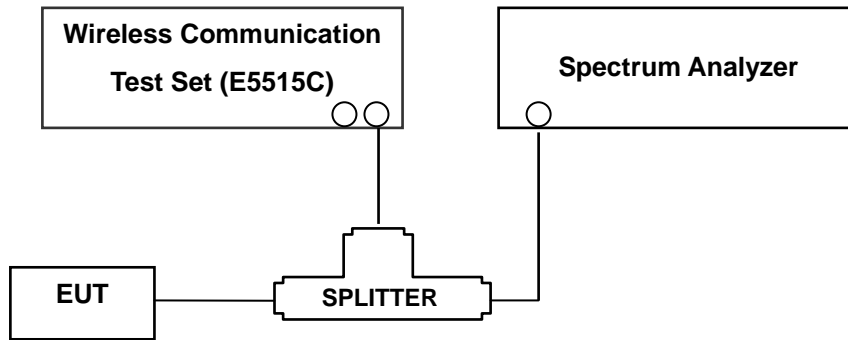 Wireless Communication
Test Set (E5515C)
Spectrum Analyzer
EUT
SPLITTER